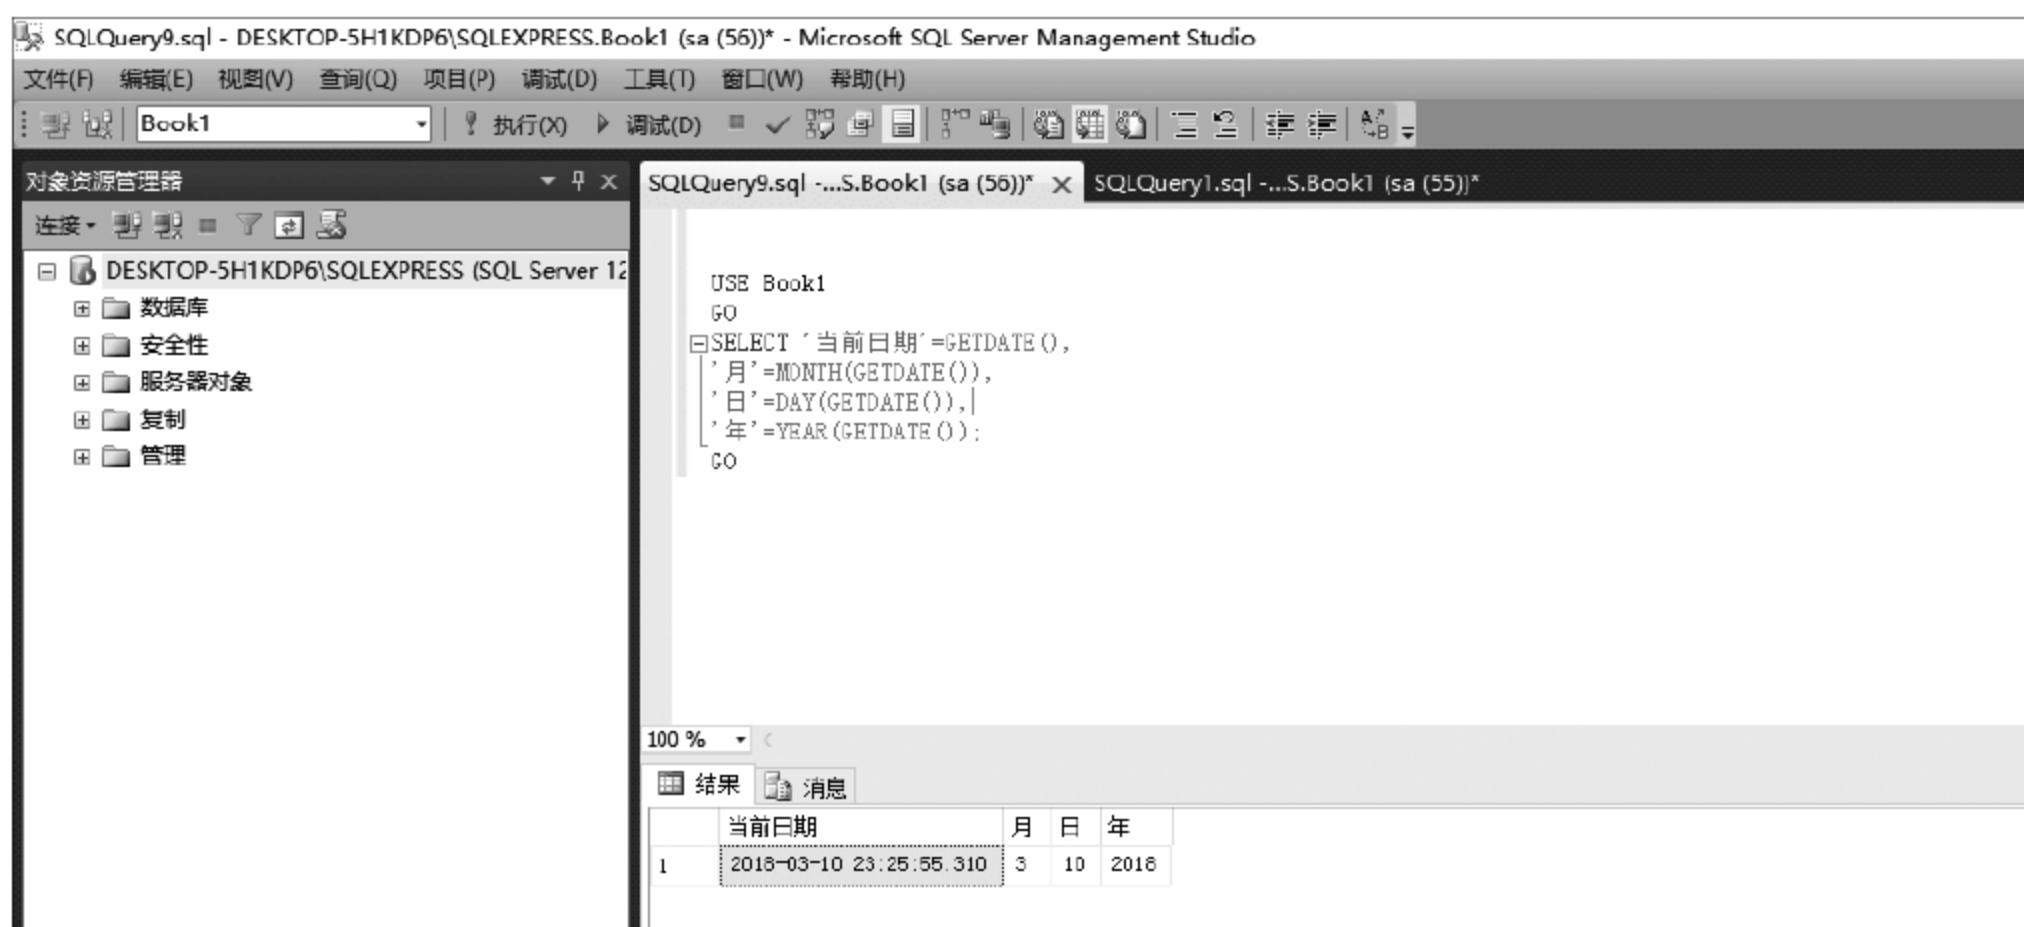 SQLQuery9.sql - DESKTOP-5H1KDP6\SQLEXPRESS.Book1 (sa (56))* - Microsoft SQL Server Management Studio
文件(F) 编辑(E) 视图(V) 查询(Q) 项目(P) 调试(D) 工具(T) 窗口(W) 帮助(H)
Book1 执行(X) 调试(D)
对象资源管理器
连接
DESKTOP-5H1KDP6\SQLEXPRESS (SQL Server 12
数据库
安全性
服务器对象
复制
管理
SQLQuery9.sql -...S.Book1 (sa (56))* SQLQuery1.sql -...S.Book1 (sa (55))*
USE Book1
GO
SELECT '当前日期'=GETDATE(),
'月'=MONTH(GETDATE()),
'日'=DAY(GETDATE()),
'年'=YEAR(GETDATE());
GO
100 %
结果 消息
当前日期 月 日 年
1 2018-03-10 23:25:55.310 3 10 2018